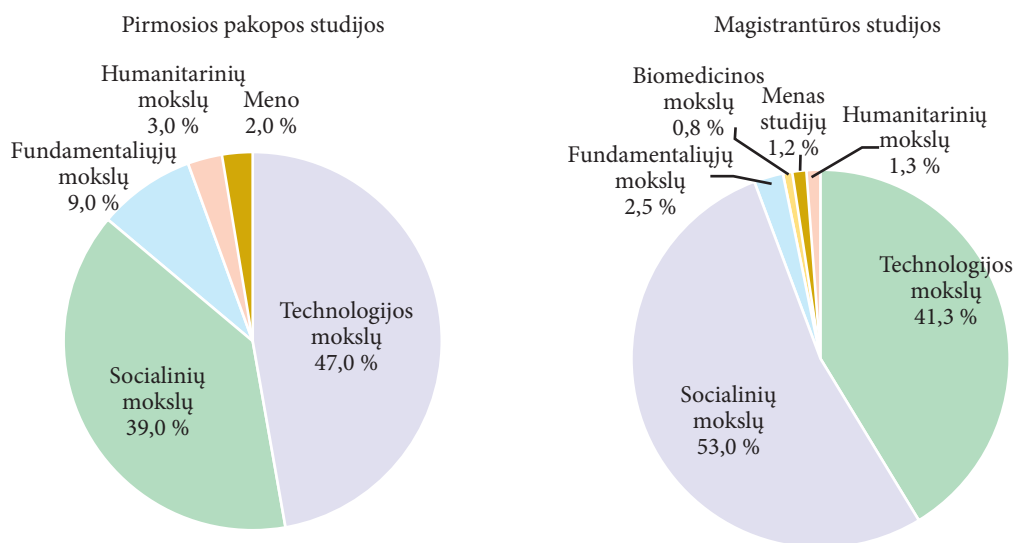 Pirmosios pakopos studijos
Humanitarinių
mokslų
3,0 %
Meno
2,0 %
Fundamentaliųjų
mokslų
9,0 %
Technologijos
mokslų
47,0 %
Socialinių
mokslų
39,0 %
Magistrantūros studijos
Biomedicinos
mokslų
0,8 %
Menas
studijų
1,2 %
Humanitarinių
mokslų
1,3 %
Fundamentaliųjų
mokslų
2,5 %
Technologijos
mokslų
41,3 %
Socialinių
mokslų
53,0 %